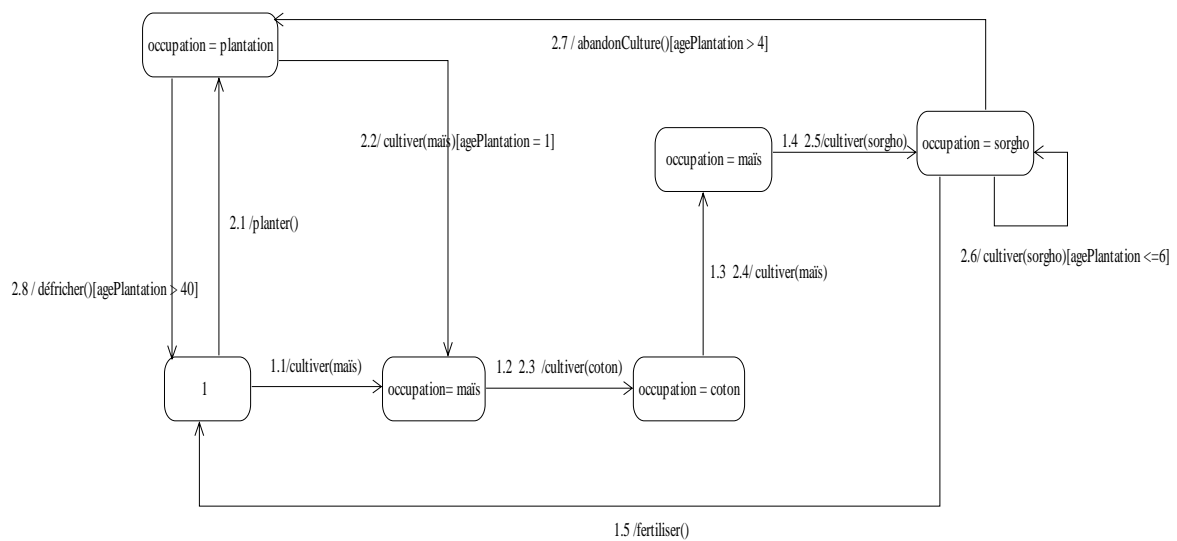 occupation = plantation
2.7 / abandonCulture()[agePlantation > 4]
2.2/ cultiver(maïs)[agePlantation = 1]
occupation = maïs
1.4 2.5/cultiver(sorgho)
occupation = sorgho
2.1 /planter()
2.6/ cultiver(sorgho)[agePlantation <=6]
1.3 2.4/ cultiver(maïs)
2.8 / défricher()[agePlantation > 40]
1
1.1/cultiver(maïs)
occupation= maïs
1.2 2.3 /cultiver(coton)
occupation = coton
1.5 /fertiliser()